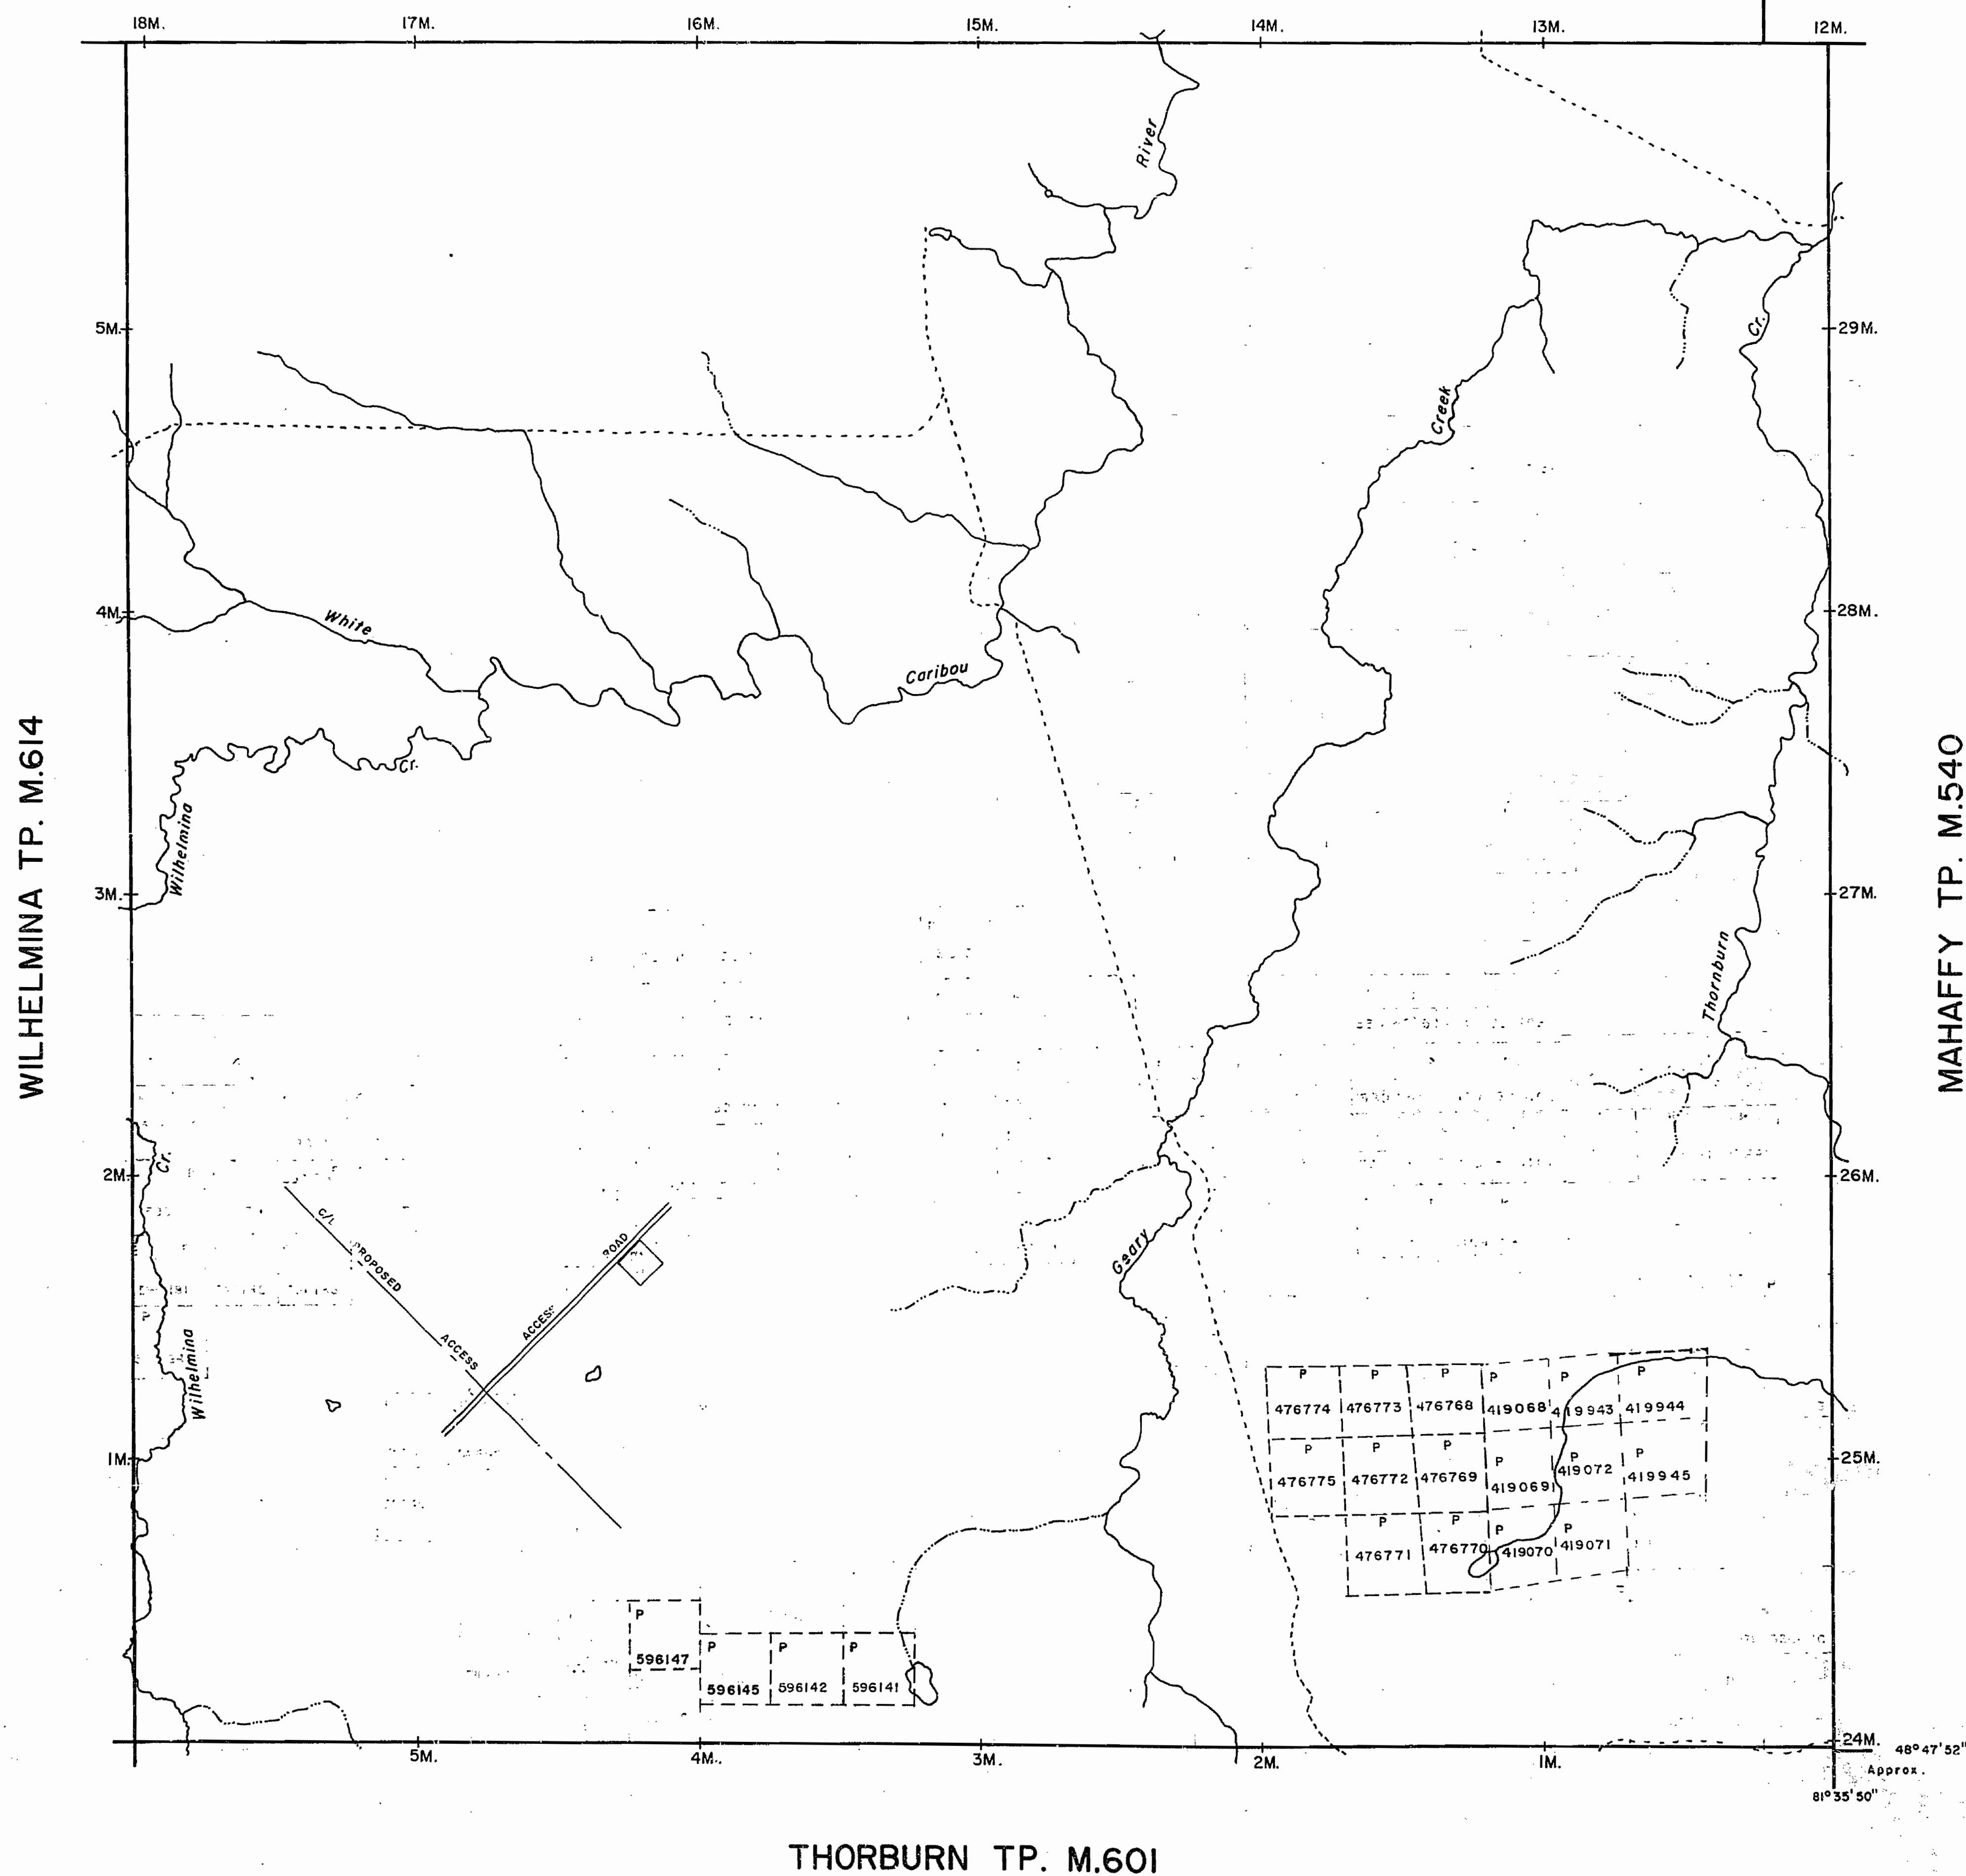 18M. 17M. 16M. 15M. 14M. 13M. 12M.
River
5M.
29M.
Cr.
Creek
4M.
28M.
White
Caribou
Cr.
WILHELMINA TP. M.614
MAHAFFY TP. M.540
Wilhelmina
3M.
27M.
Thornburn
2M.
26M.
Cr.
C/L PROPOSED ACCESS
ACCESS ROAD
Geary
Wilhelmina
P P P P P P
476774 476773 476768 419068 419943 419944
1M.
25M.
P P P P P P
476775 476772 476769 419069 419072 419945
P P P P
476771 476770 419070 419071
P
596147
P P P
596145 596142 596141
5M. 4M. 3M. 2M. 1M.
24M.
48°47'52"
Approx.
81°35'50"
THORBURN TP. M.601